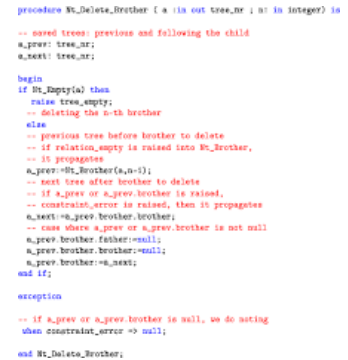 procedure Nt_Delete_Brother ( a :in out tree_nr ; n: in integer) is
-- saved trees: previous and following the child
a_prev: tree_nr;
a_next: tree_nr;
begin
if Nt_Empty(a) then
raise tree_empty;
-- deleting the n-th brother
else
-- previous tree before brother to delete
-- if relation_empty is raised into Nt_Brother,
-- it propagates
a_prev:=Nt_Brother(a,n-1);
-- next tree after brother to delete
-- if a_prev or a_prev.brother is raised,
-- constraint_error is raised, then it propagates
a_next:=a_prev.brother.brother;
-- case where a_prev or a_prev.brother is not null
a_prev.brother.father:=null;
a_prev.brother.brother:=null;
a_prev.brother:=a_next;
end if;
exception
-- if a_prev or a_prev.brother is null, we do noting
when constraint_error => null;
end Nt_Delete_Brother;